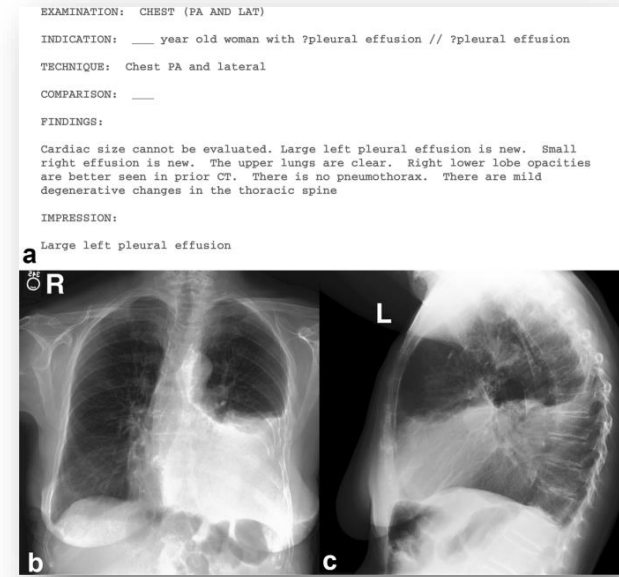 EXAMINATION: CHEST (PA AND LAT)
INDICATION: ___ year old woman with ?pleural effusion // ?pleural effusion
TECHNIQUE: Chest PA and lateral
COMPARISON: ___
FINDINGS:
Cardiac size cannot be evaluated. Large left pleural effusion is new. Small
right effusion is new. The upper lungs are clear. Right lower lobe opacities
are better seen in prior CT. There is no pneumothorax. There are mild
degenerative changes in the thoracic spine
IMPRESSION:
Large left pleural effusion
a
R
L
b
c